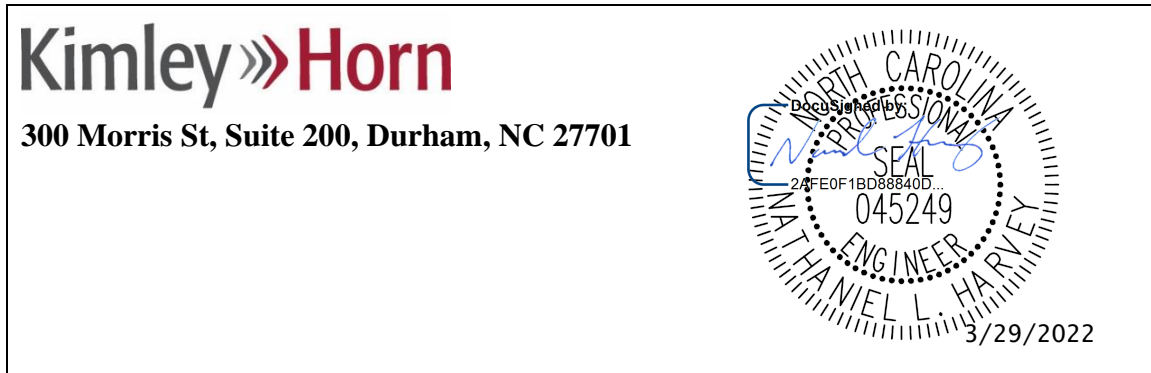 Kimley»Horn
300 Morris St, Suite 200, Durham, NC 27701
NORTH CAROLINA
PROFESSIONAL
DocuSigned by:
SEAL
2AFE0F1BD88840D...
045249
ENGINEER
NATHANIEL L. HARVEY
3/29/2022